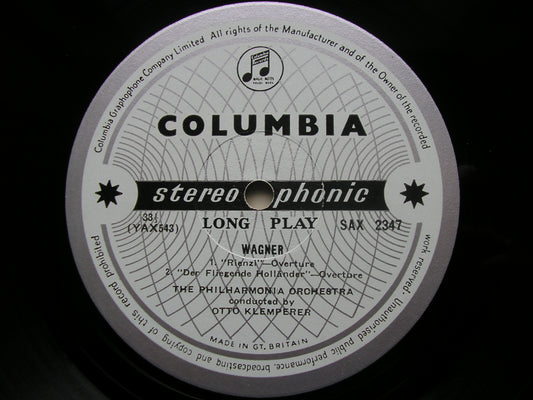 Columbia Graphophone Company Limited. All rights of the Manufacturer and of the Owner of the recorded work reserved. Unauthorised public performance, broadcasting and copying of this record prohibited
COLUMBIA
stereophonic
33⅓ LONG PLAY SAX 2347
(YAX543)
WAGNER
1. "Rienzi"—Overture
2. "Der Fliegende Holländer"—Overture
THE PHILHARMONIA ORCHESTRA
conducted by
OTTO KLEMPERER
MADE IN GT. BRITAIN